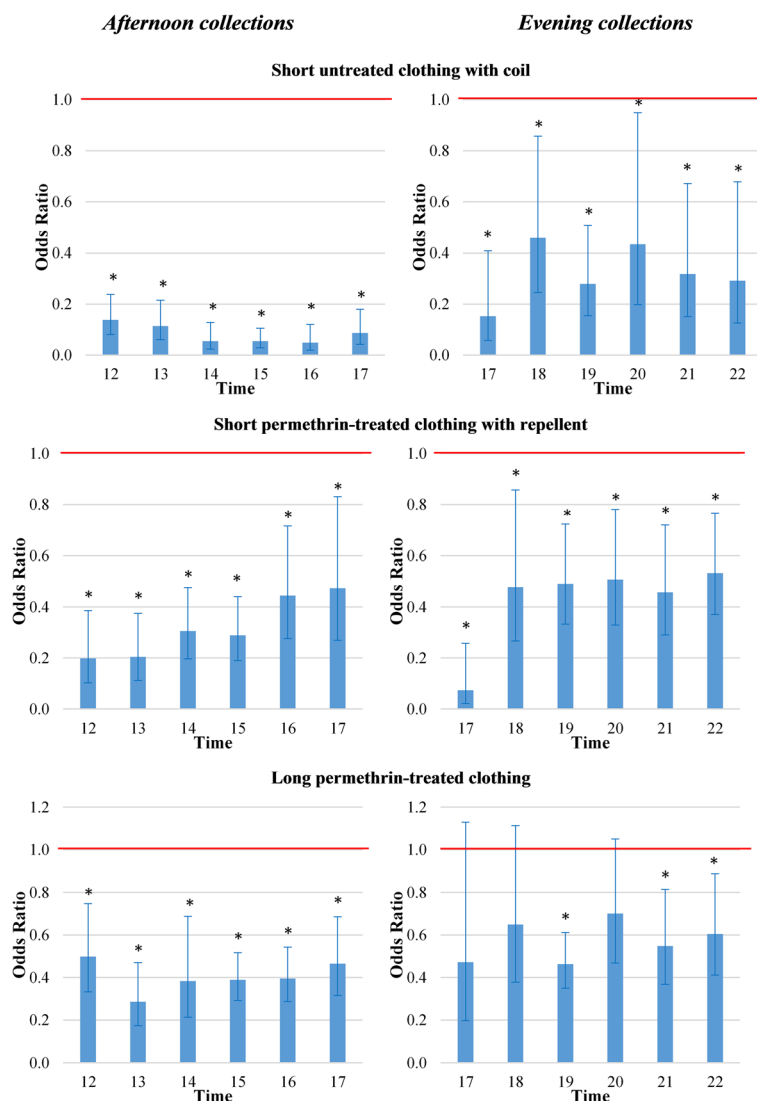 Afternoon collections Evening collections
Short untreated clothing with coil
Odds Ratio
1.0
0.8
0.6
0.4
0.2
0.0
* * * * * *
12 13 14 15 16 17
Time
Odds Ratio
1.0
0.8
0.6
0.4
0.2
0.0
* * * * * *
17 18 19 20 21 22
Time
Short permethrin-treated clothing with repellent
Odds Ratio
1.0
0.8
0.6
0.4
0.2
0.0
* * * * * *
12 13 14 15 16 17
Time
Odds Ratio
1.0
0.8
0.6
0.4
0.2
0.0
* * * * * *
17 18 19 20 21 22
Time
Long permethrin-treated clothing
Odds Ratio
1.2
1.0
0.8
0.6
0.4
0.2
0.0
* * * * * *
12 13 14 15 16 17
Time
Odds Ratio
1.2
1.0
0.8
0.6
0.4
0.2
0.0
* * *
17 18 19 20 21 22
Time